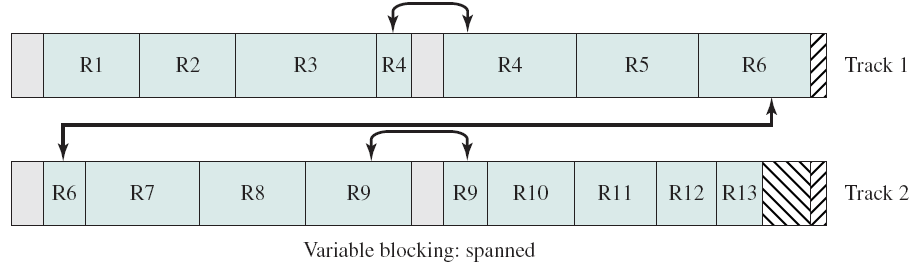 R1 R2 R3 R4 R4 R5 R6 Track 1
R6 R7 R8 R9 R9 R10 R11 R12 R13 Track 2
Variable blocking: spanned